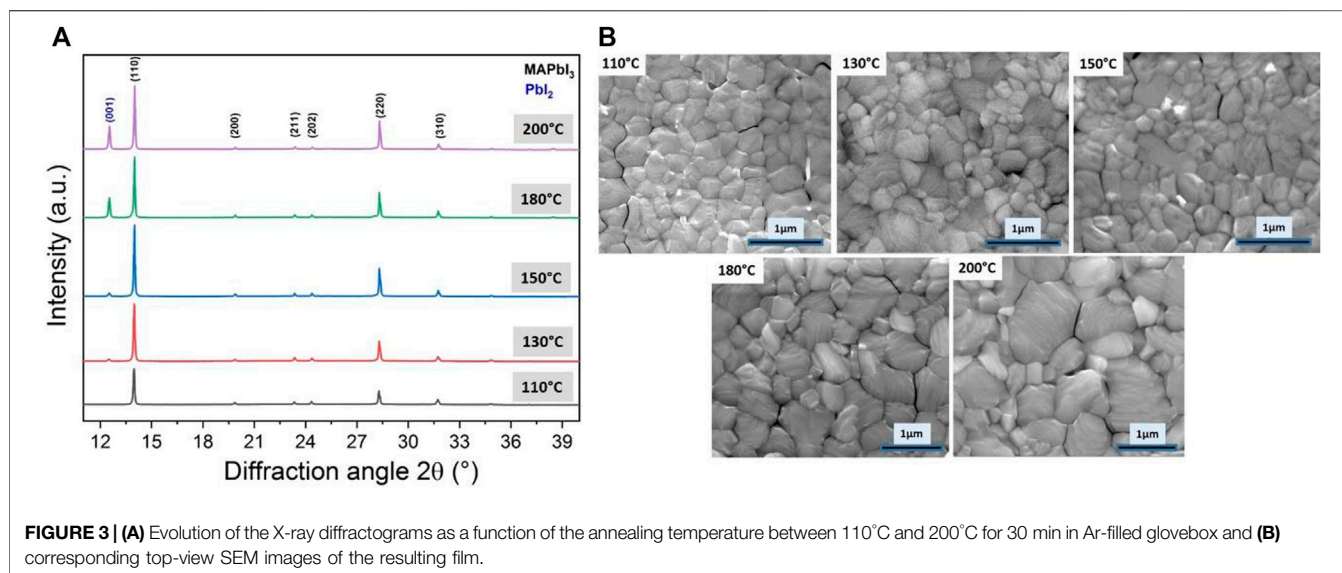 A
B
MAPbI3
PbI2
(001)
(110)
(200)
(211)
(202)
(220)
(310)
200°C
180°C
150°C
130°C
110°C
Intensity (a.u.)
12 15 18 21 24 27 30 33 36 39
Diffraction angle 2θ (°)
110°C
1μm
130°C
1μm
150°C
1μm
180°C
1μm
200°C
1μm
FIGURE 3 | (A) Evolution of the X-ray diffractograms as a function of the annealing temperature between 110°C and 200°C for 30 min in Ar-filled glovebox and (B)
corresponding top-view SEM images of the resulting film.